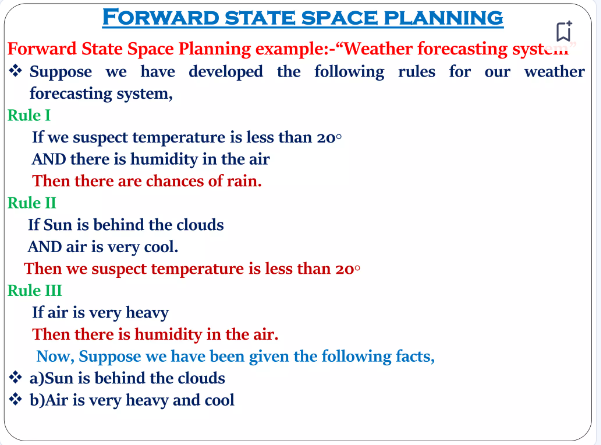 FORWARD STATE SPACE PLANNING
Forward State Space Planning example:-“Weather forecasting system”
❖ Suppose we have developed the following rules for our weather
forecasting system,
Rule I
If we suspect temperature is less than 20°
AND there is humidity in the air
Then there are chances of rain.
Rule II
If Sun is behind the clouds
AND air is very cool.
Then we suspect temperature is less than 20°
Rule III
If air is very heavy
Then there is humidity in the air.
Now, Suppose we have been given the following facts,
❖ a)Sun is behind the clouds
❖ b)Air is very heavy and cool